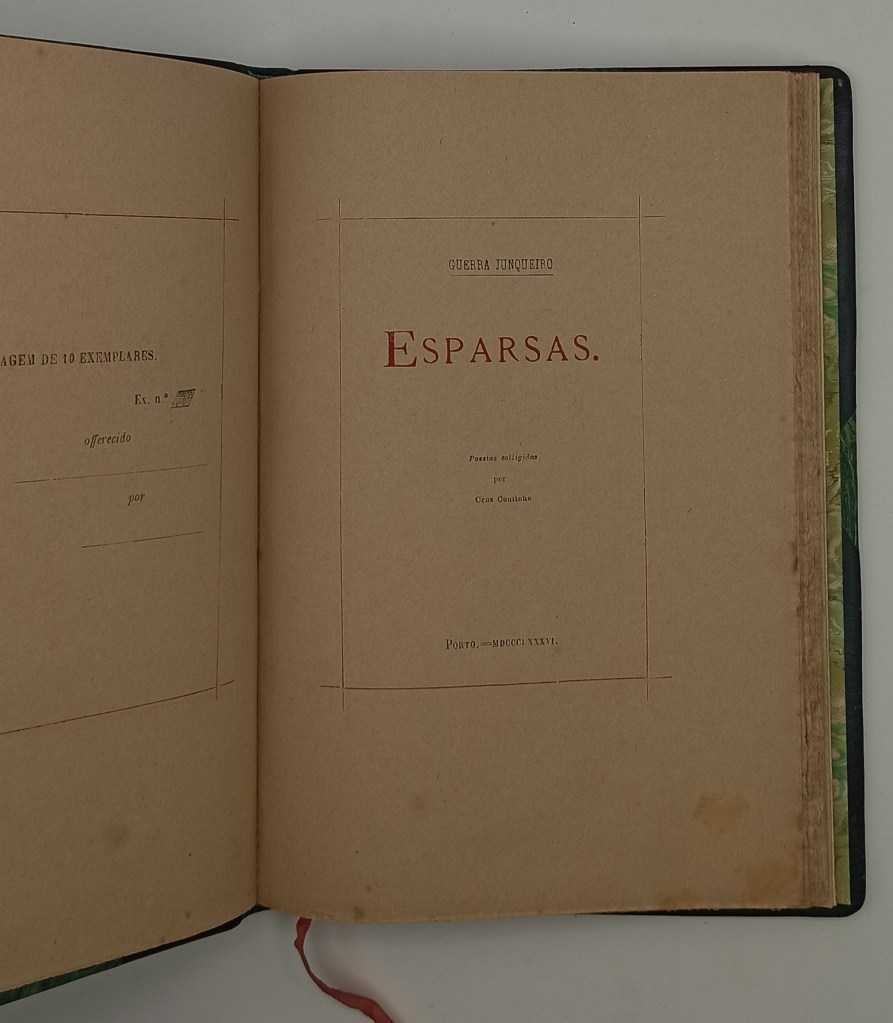 AGEM DE 10 EXEMPLARES.
Ex. n.º
offerecido
por
GUERRA JUNQUEIRO
ESPARSAS.
Poesias colligidas
por
Cruz Coutinho
PORTO.—MDCCCLXXXVI.